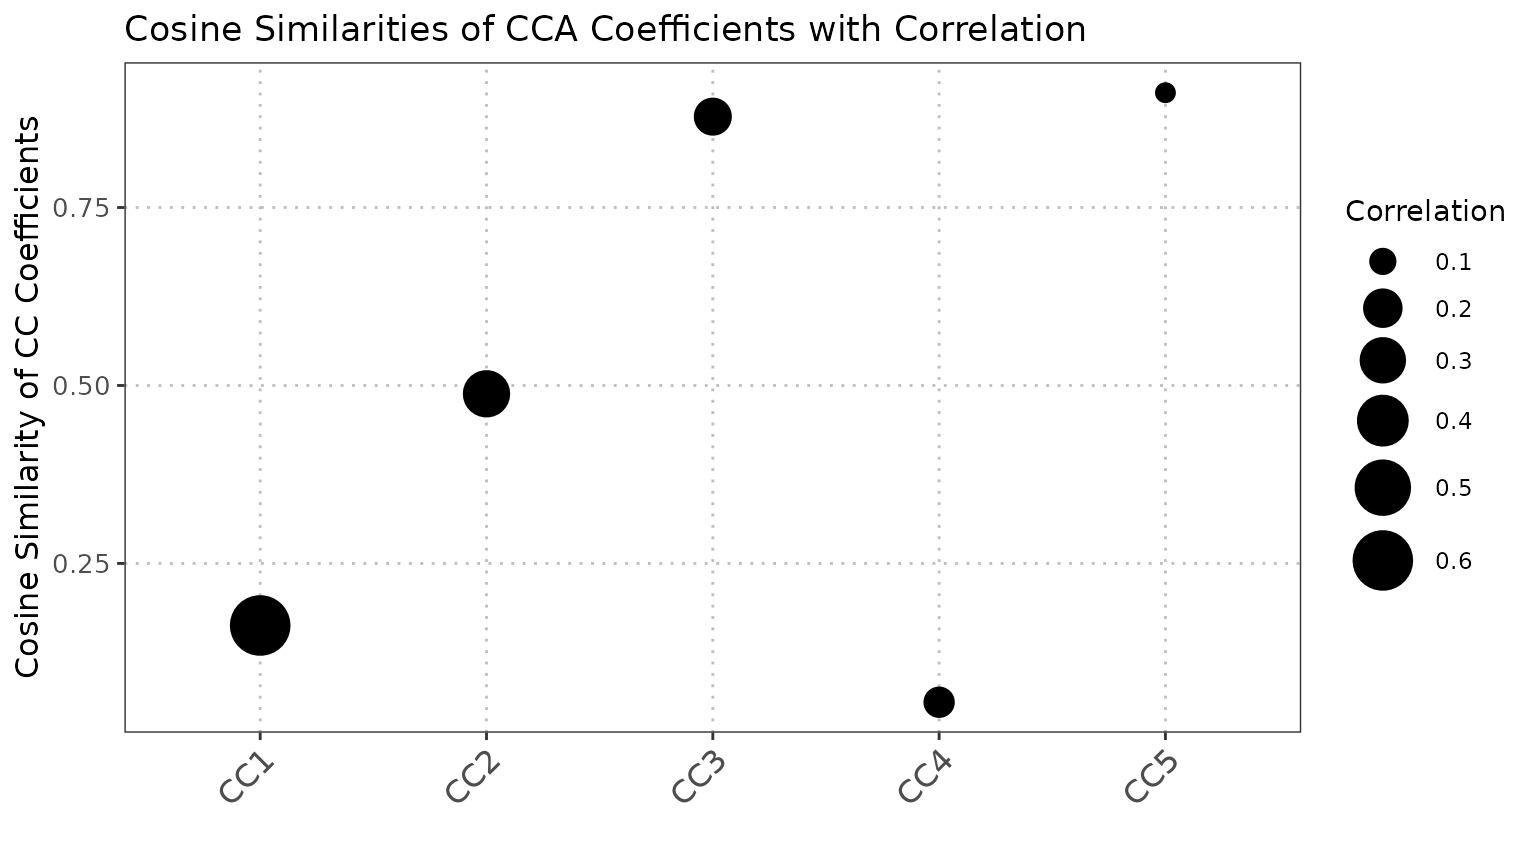 Cosine Similarities of CCA Coefficients with Correlation
Cosine Similarity of CC Coefficients
0.75
0.50
0.25
CC1
CC2
CC3
CC4
CC5
Correlation
0.1
0.2
0.3
0.4
0.5
0.6